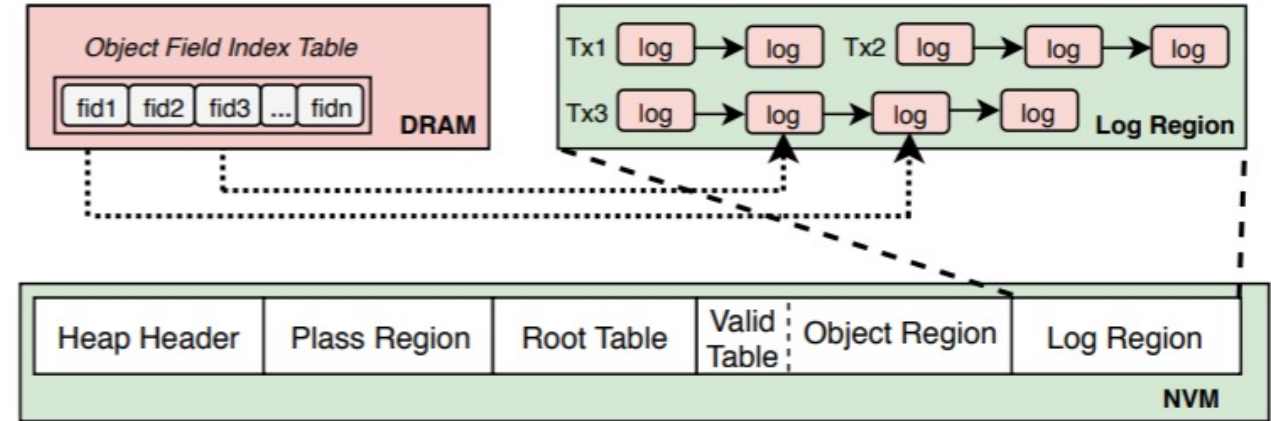 Object Field Index Table
fid1 fid2 fid3 ... fidn
DRAM
Tx1 log log Tx2 log log log
Tx3 log log log log
Log Region
Heap Header Plass Region Root Table Valid Table Object Region Log Region
NVM